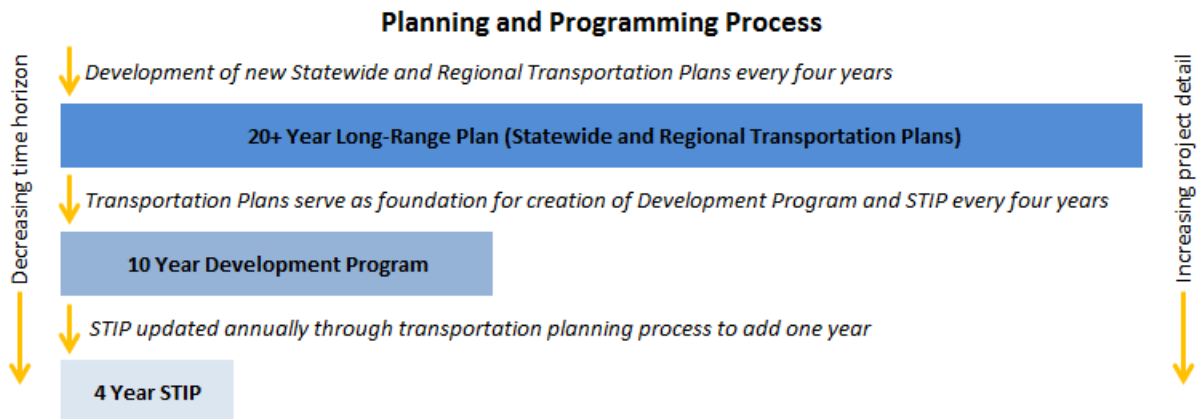 Planning and Programming Process
Development of new Statewide and Regional Transportation Plans every four years
20+ Year Long-Range Plan (Statewide and Regional Transportation Plans)
Transportation Plans serve as foundation for creation of Development Program and STIP every four years
10 Year Development Program
STIP updated annually through transportation planning process to add one year
4 Year STIP
Decreasing time horizon
Increasing project detail